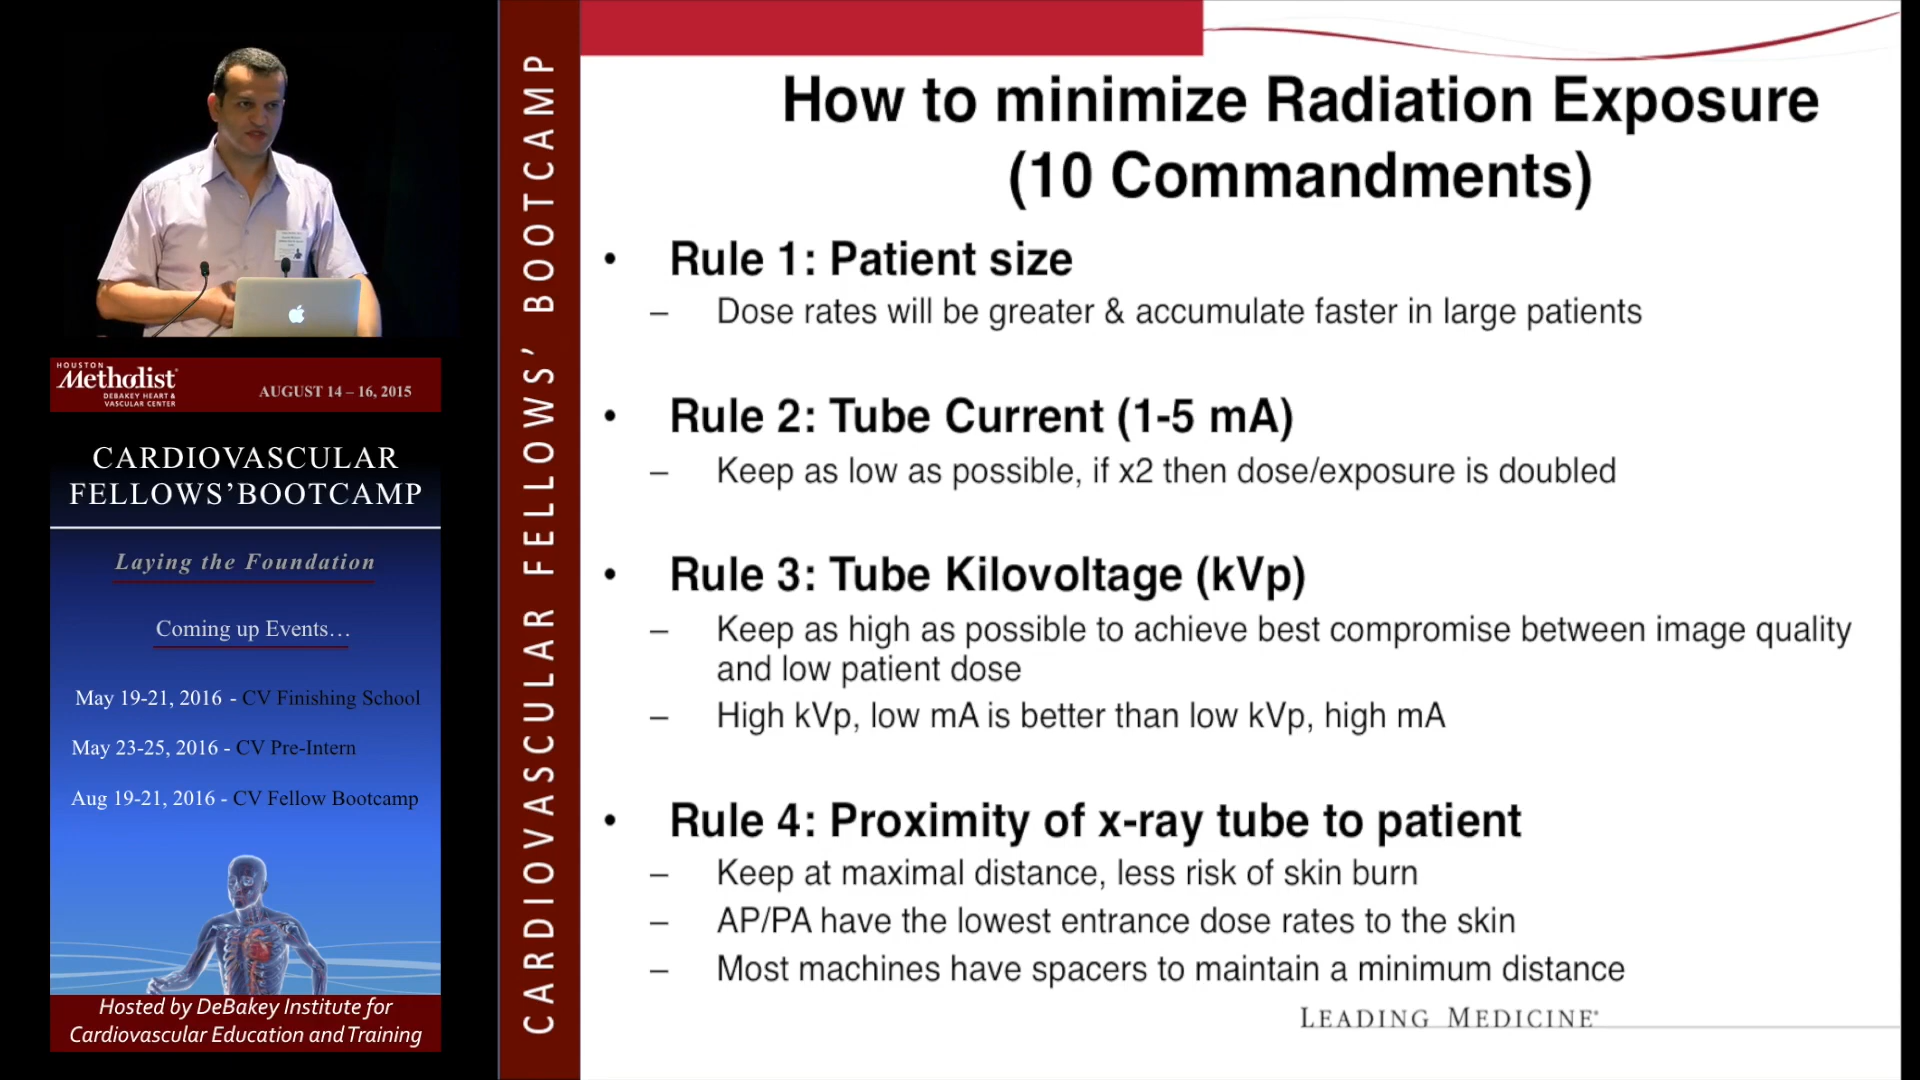 HOUSTON
Methodist
DEBAKEY HEART &
VASCULAR CENTER
AUGUST 14 – 16, 2015
CARDIOVASCULAR
FELLOWS’BOOTCAMP
Laying the Foundation
Coming up Events…
May 19-21, 2016 - CV Finishing School
May 23-25, 2016 - CV Pre-Intern
Aug 19-21, 2016 - CV Fellow Bootcamp
Hosted by DeBakey Institute for
Cardiovascular Education and Training
CARDIOVASCULAR FELLOWS’ BOOTCAMP
How to minimize Radiation Exposure
(10 Commandments)
• Rule 1: Patient size
– Dose rates will be greater & accumulate faster in large patients
• Rule 2: Tube Current (1-5 mA)
– Keep as low as possible, if x2 then dose/exposure is doubled
• Rule 3: Tube Kilovoltage (kVp)
– Keep as high as possible to achieve best compromise between image quality
and low patient dose
– High kVp, low mA is better than low kVp, high mA
• Rule 4: Proximity of x-ray tube to patient
– Keep at maximal distance, less risk of skin burn
– AP/PA have the lowest entrance dose rates to the skin
– Most machines have spacers to maintain a minimum distance
LEADING MEDICINE